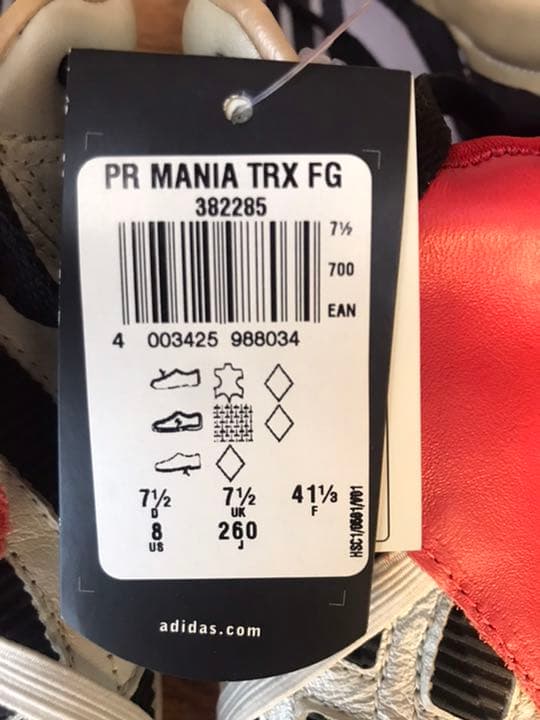 PR MANIA TRX FG
382285
7½
700
EAN
4 003425 988034
7½ 7½ 41⅓
D UK F
8 260
US J
HSC1/0601/W01
adidas.com